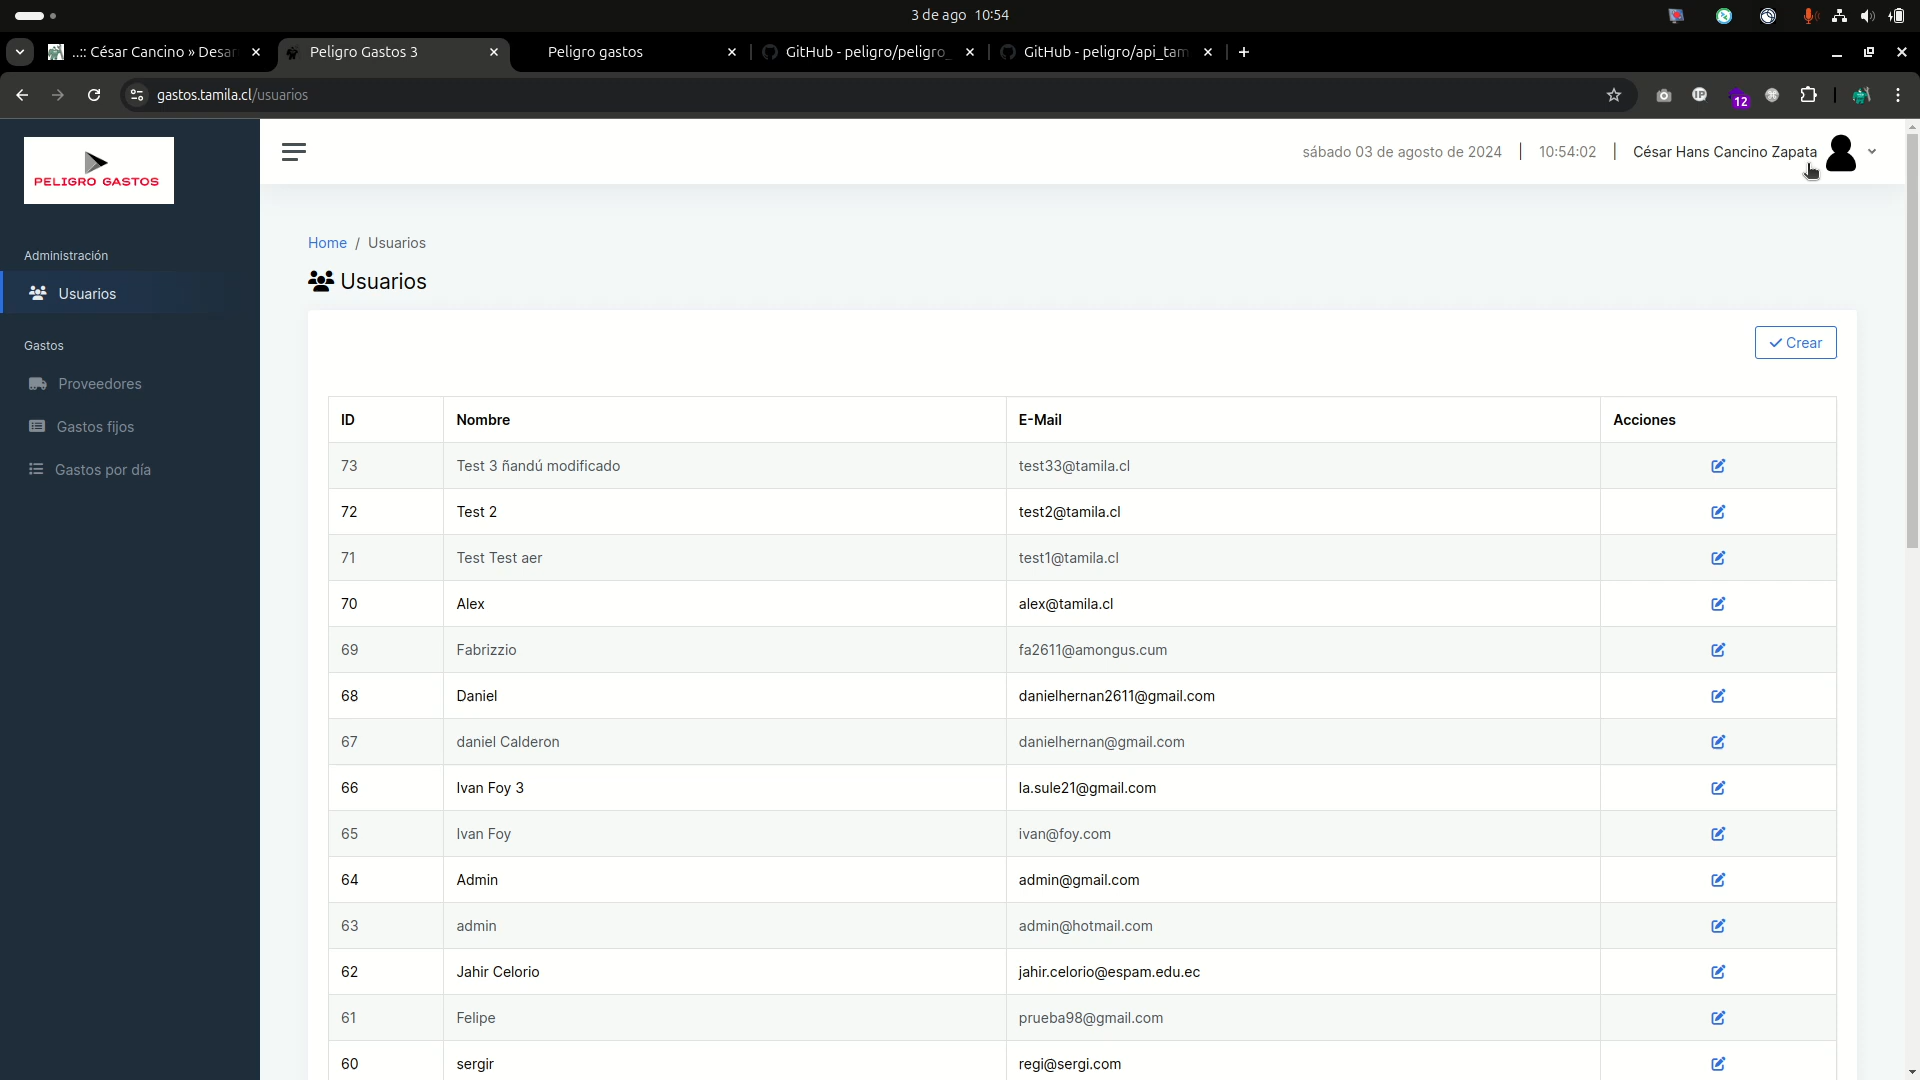 3 de ago 10:54
..:: César Cancino » Desar
Peligro Gastos 3
Peligro gastos
GitHub - peligro/peligro_
GitHub - peligro/api_tam
gastos.tamila.cl/usuarios
IP
12
PELIGRO GASTOS
sábado 03 de agosto de 2024 | 10:54:02 | César Hans Cancino Zapata
Administración
Usuarios
Gastos
Proveedores
Gastos fijos
Gastos por día
Home / Usuarios
Usuarios
Crear
ID Nombre E-Mail Acciones
73 Test 3 ñandú modificado test33@tamila.cl
72 Test 2 test2@tamila.cl
71 Test Test aer test1@tamila.cl
70 Alex alex@tamila.cl
69 Fabrizzio fa2611@amongus.cum
68 Daniel danielhernan2611@gmail.com
67 daniel Calderon danielhernan@gmail.com
66 Ivan Foy 3 la.sule21@gmail.com
65 Ivan Foy ivan@foy.com
64 Admin admin@gmail.com
63 admin admin@hotmail.com
62 Jahir Celorio jahir.celorio@espam.edu.ec
61 Felipe prueba98@gmail.com
60 sergir regi@sergi.com